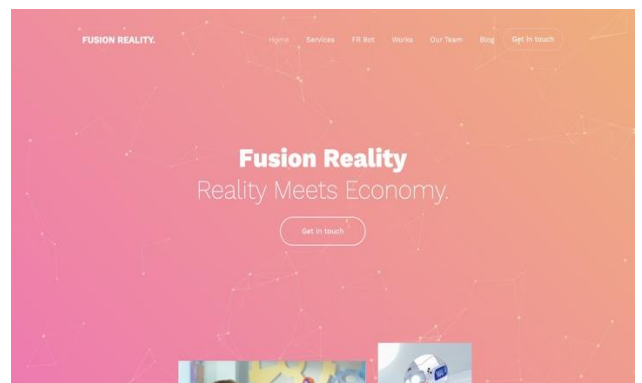 FUSION REALITY.
Home Services FR Bot Works Our Team Blog Get in touch
Fusion Reality
Reality Meets Economy.
Get in touch